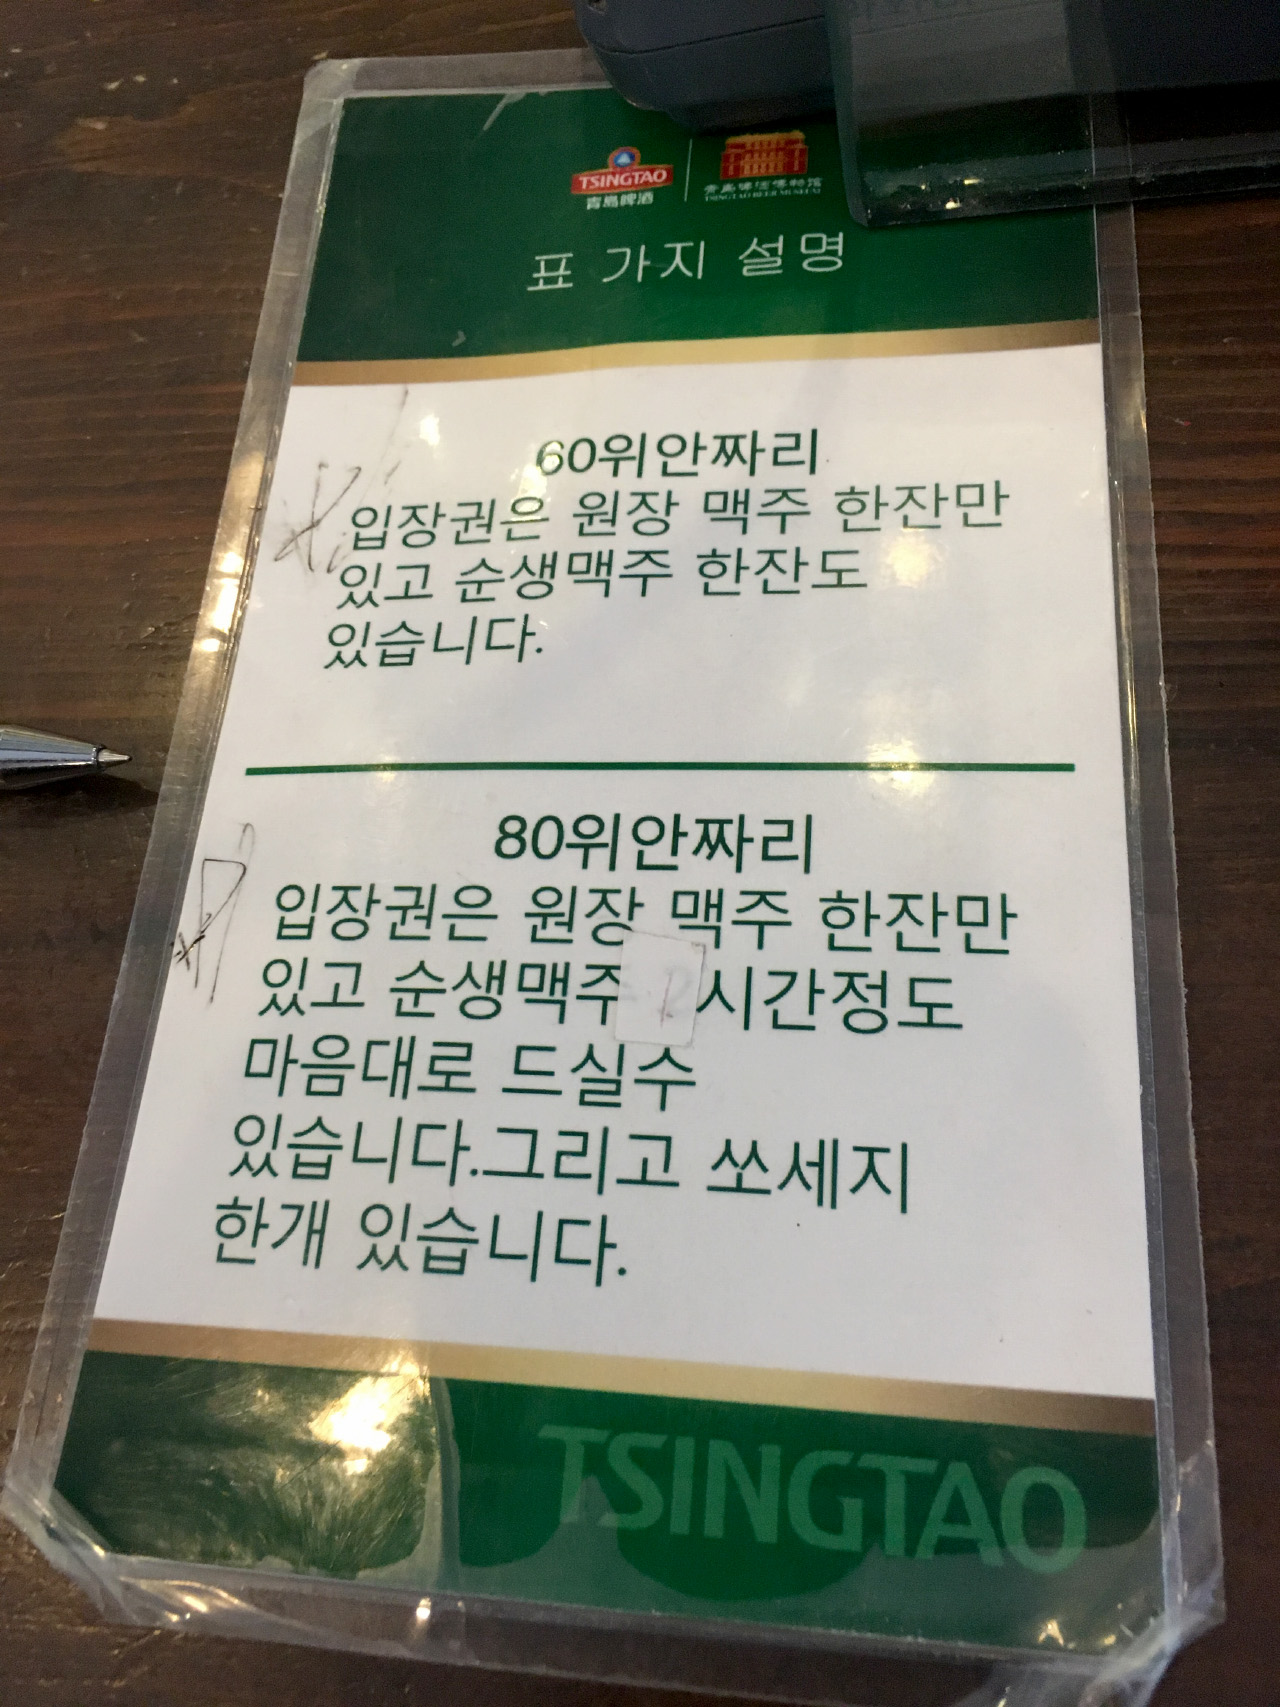 TSINGTAO
青島啤酒
青島啤酒博物馆
TSINGTAO BEER MUSEUM
표 가지 설명
60위안짜리
입장권은 원장 맥주 한잔만
있고 순생맥주 한잔도
있습니다.
80위안짜리
입장권은 원장 맥주 한잔만
있고 순생맥주 시간정도
마음대로 드실수
있습니다.그리고 쏘세지
한개 있습니다.
TSINGTAO